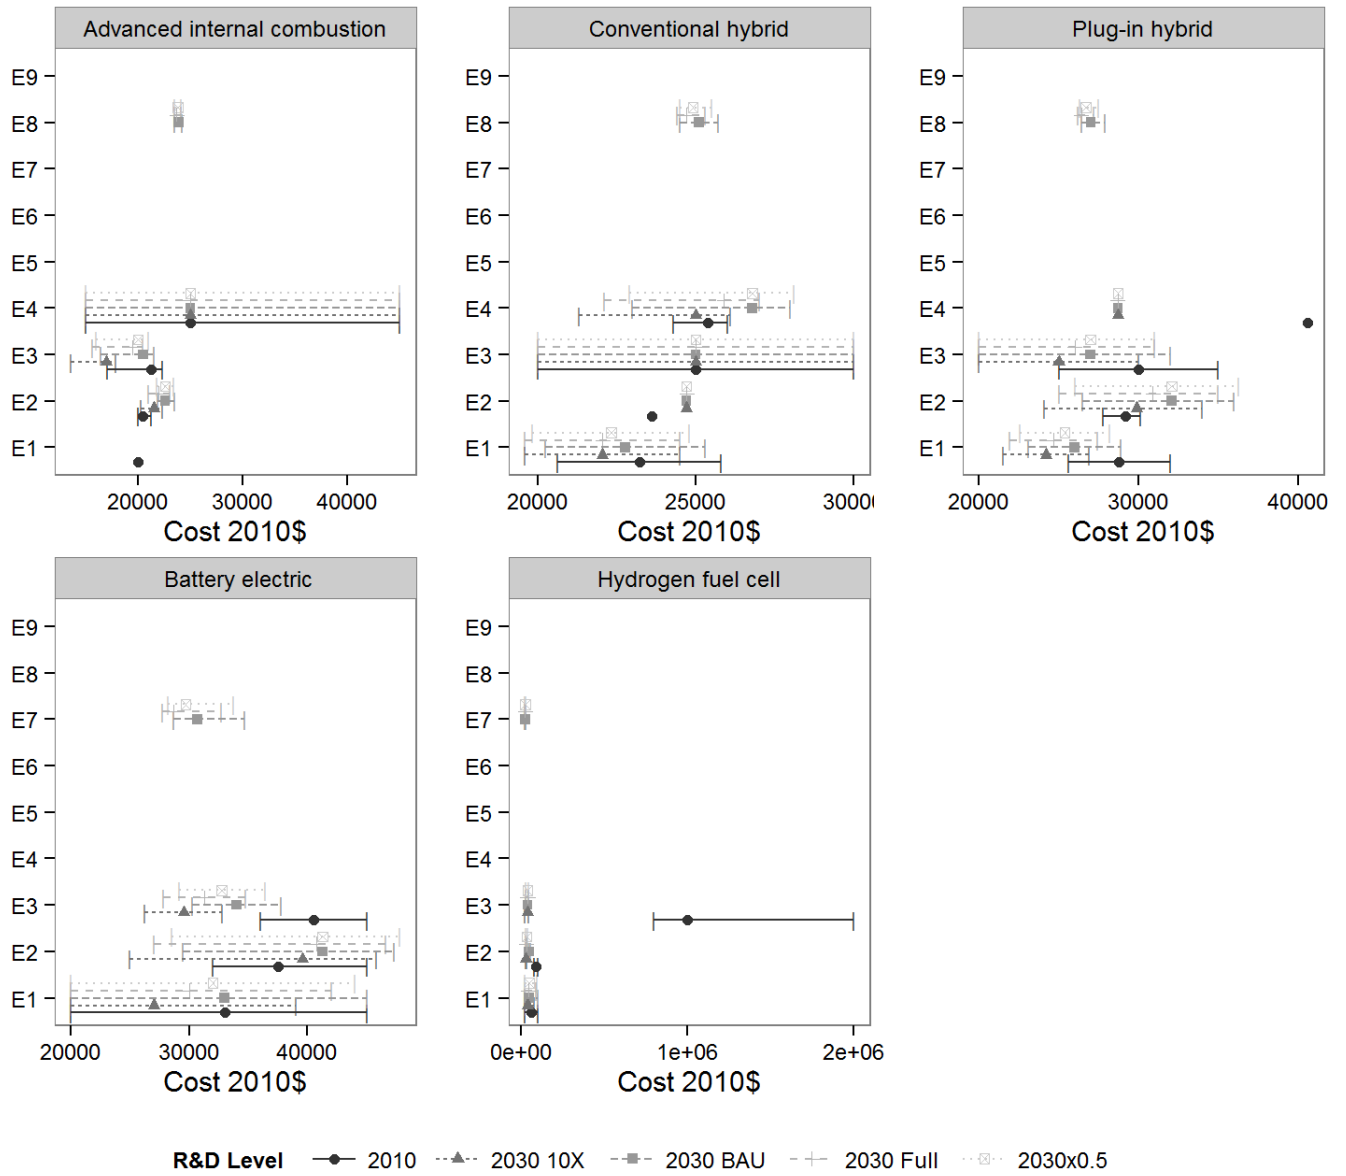 Advanced internal combustion
Conventional hybrid
Plug-in hybrid
E9
E8
E7
E6
E5
E4
E3
E2
E1
E9
E8
E7
E6
E5
E4
E3
E2
E1
E9
E8
E7
E6
E5
E4
E3
E2
E1
20000 30000 40000
20000 25000 30000
20000 30000 40000
Cost 2010$
Cost 2010$
Cost 2010$
Battery electric
Hydrogen fuel cell
E9
E8
E7
E6
E5
E4
E3
E2
E1
E9
E8
E7
E6
E5
E4
E3
E2
E1
20000 30000 40000
0e+00 1e+06 2e+06
Cost 2010$
Cost 2010$
R&D Level 2010 2030 10X 2030 BAU 2030 Full 2030x0.5